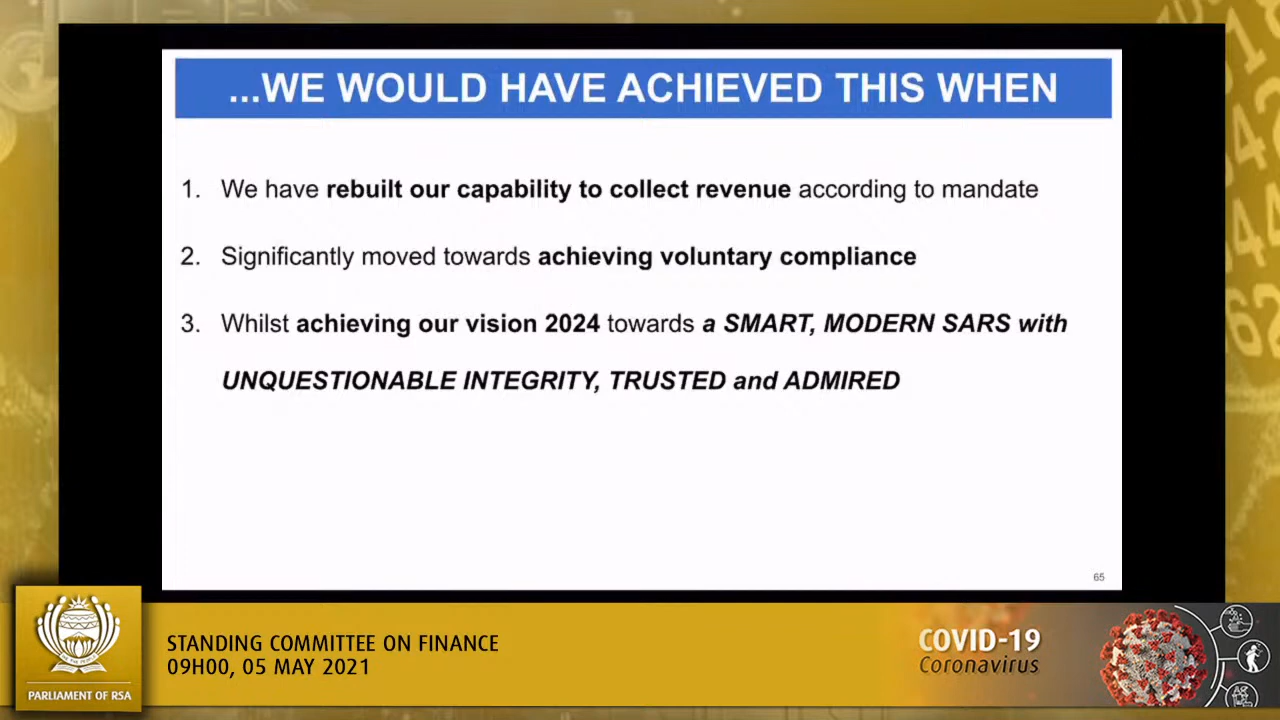 ...WE WOULD HAVE ACHIEVED THIS WHEN
1. We have rebuilt our capability to collect revenue according to mandate
2. Significantly moved towards achieving voluntary compliance
3. Whilst achieving our vision 2024 towards a SMART, MODERN SARS with
UNQUESTIONABLE INTEGRITY, TRUSTED and ADMIRED
65
PARLIAMENT OF RSA
STANDING COMMITTEE ON FINANCE
09H00, 05 MAY 2021
COVID-19
Coronavirus